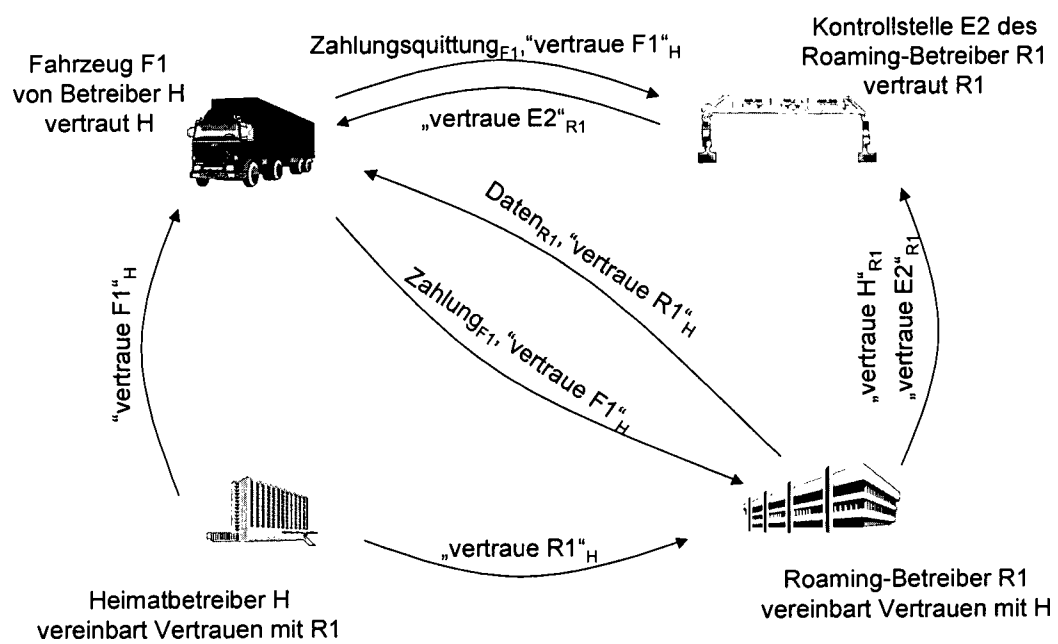 Zahlungsquittung_F1, “vertraue F1“_H
Kontrollstelle E2 des
Roaming-Betreiber R1
vertraut R1
Fahrzeug F1
von Betreiber H
vertraut H
„vertraue E2“_R1
Daten_R1, “vertraue R1“_H
Zahlung_F1, “vertraue F1“_H
“vertraue F1“_H
„vertraue H“_R1
„vertraue E2“_R1
„vertraue R1“_H
Heimatbetreiber H
vereinbart Vertrauen mit R1
Roaming-Betreiber R1
vereinbart Vertrauen mit H